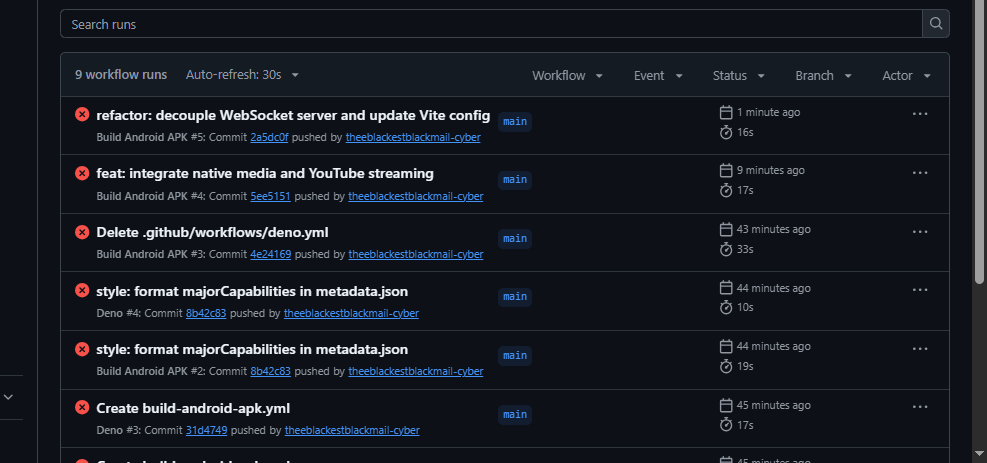 Search runs
9 workflow runs Auto-refresh: 30s Workflow Event Status Branch Actor
refactor: decouple WebSocket server and update Vite config main 1 minute ago
Build Android APK #5: Commit 2a5dc0f pushed by theeblackestblackmail-cyber 16s
feat: integrate native media and YouTube streaming main 9 minutes ago
Build Android APK #4: Commit 5ee5151 pushed by theeblackestblackmail-cyber 17s
Delete .github/workflows/deno.yml main 43 minutes ago
Build Android APK #3: Commit 4e24169 pushed by theeblackestblackmail-cyber 33s
style: format majorCapabilities in metadata.json main 44 minutes ago
Deno #4: Commit 8b42c83 pushed by theeblackestblackmail-cyber 10s
style: format majorCapabilities in metadata.json main 44 minutes ago
Build Android APK #2: Commit 8b42c83 pushed by theeblackestblackmail-cyber 19s
Create build-android-apk.yml main 45 minutes ago
Deno #3: Commit 31d4749 pushed by theeblackestblackmail-cyber 17s
45 minutes ago